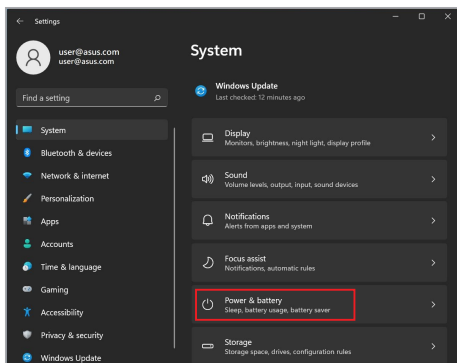 Settings
user@asus.com
user@asus.com
Find a setting
System
Bluetooth & devices
Network & internet
Personalization
Apps
Accounts
Time & language
Gaming
Accessibility
Privacy & security
Windows Update
System
Windows Update
Last checked: 12 minutes ago
Display
Monitors, brightness, night light, display profile
Sound
Volume levels, output, input, sound devices
Notifications
Alerts from apps and system
Focus assist
Notifications, automatic rules
Power & battery
Sleep, battery usage, battery saver
Storage
Storage space, drives, configuration rules